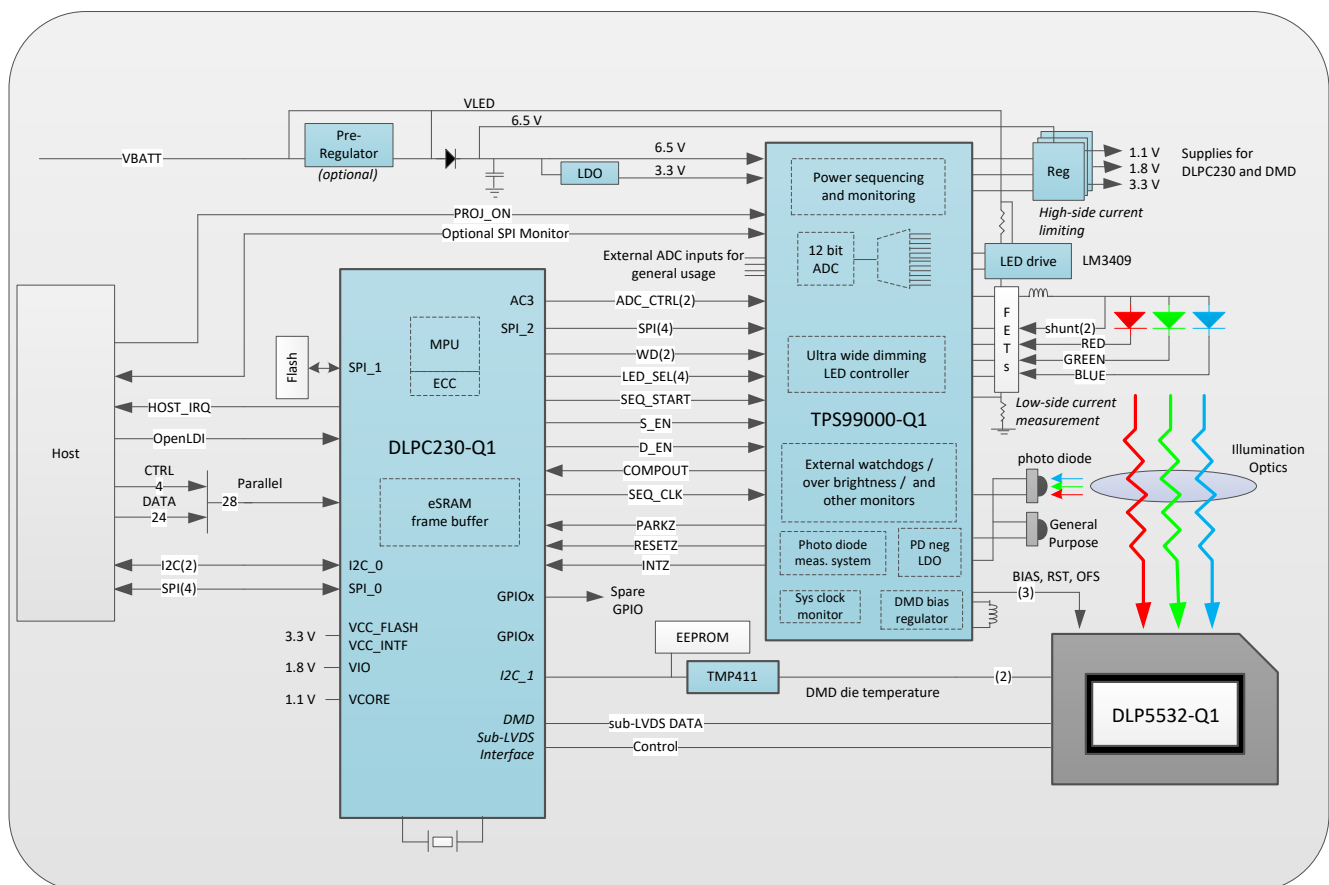 VLED
6.5 V
VBATT
Pre-
Regulator
(optional)
6.5 V
3.3 V
LDO
Power sequencing
and monitoring
Reg
1.1 V
1.8 V
3.3 V
Supplies for
DLPC230 and DMD
High-side current
limiting
PROJ_ON
Optional SPI Monitor
External ADC inputs for
general usage
12 bit
ADC
LED drive
LM3409
AC3
ADC_CTRL(2)
SPI_2
SPI(4)
MPU
ECC
WD(2)
LED_SEL(4)
SEQ_START
S_EN
D_EN
COMPOUT
SEQ_CLK
PARKZ
RESETZ
INTZ
Ultra wide dimming
LED controller
TPS99000-Q1
F
E
T
s
shunt(2)
RED
GREEN
BLUE
Low-side current
measurement
Flash
SPI_1
HOST_IRQ
OpenLDI
Host
CTRL
4
DATA
24
28
Parallel
DLPC230-Q1
eSRAM
frame buffer
External watchdogs /
over brightness /  and
other monitors
photo diode
Illumination
Optics
General
Purpose
Photo diode
meas. system
PD neg
LDO
Sys clock
monitor
DMD bias
regulator
BIAS, RST, OFS
(3)
I2C(2)
I2C_0
SPI(4)
SPI_0
GPIOx
Spare
GPIO
3.3 V
VCC_FLASH
VCC_INTF
GPIOx
1.8 V
VIO
1.1 V
VCORE
EEPROM
I2C_1
TMP411
DMD die temperature
(2)
DLP5532-Q1
DMD
Sub-LVDS
Interface
sub-LVDS DATA
Control